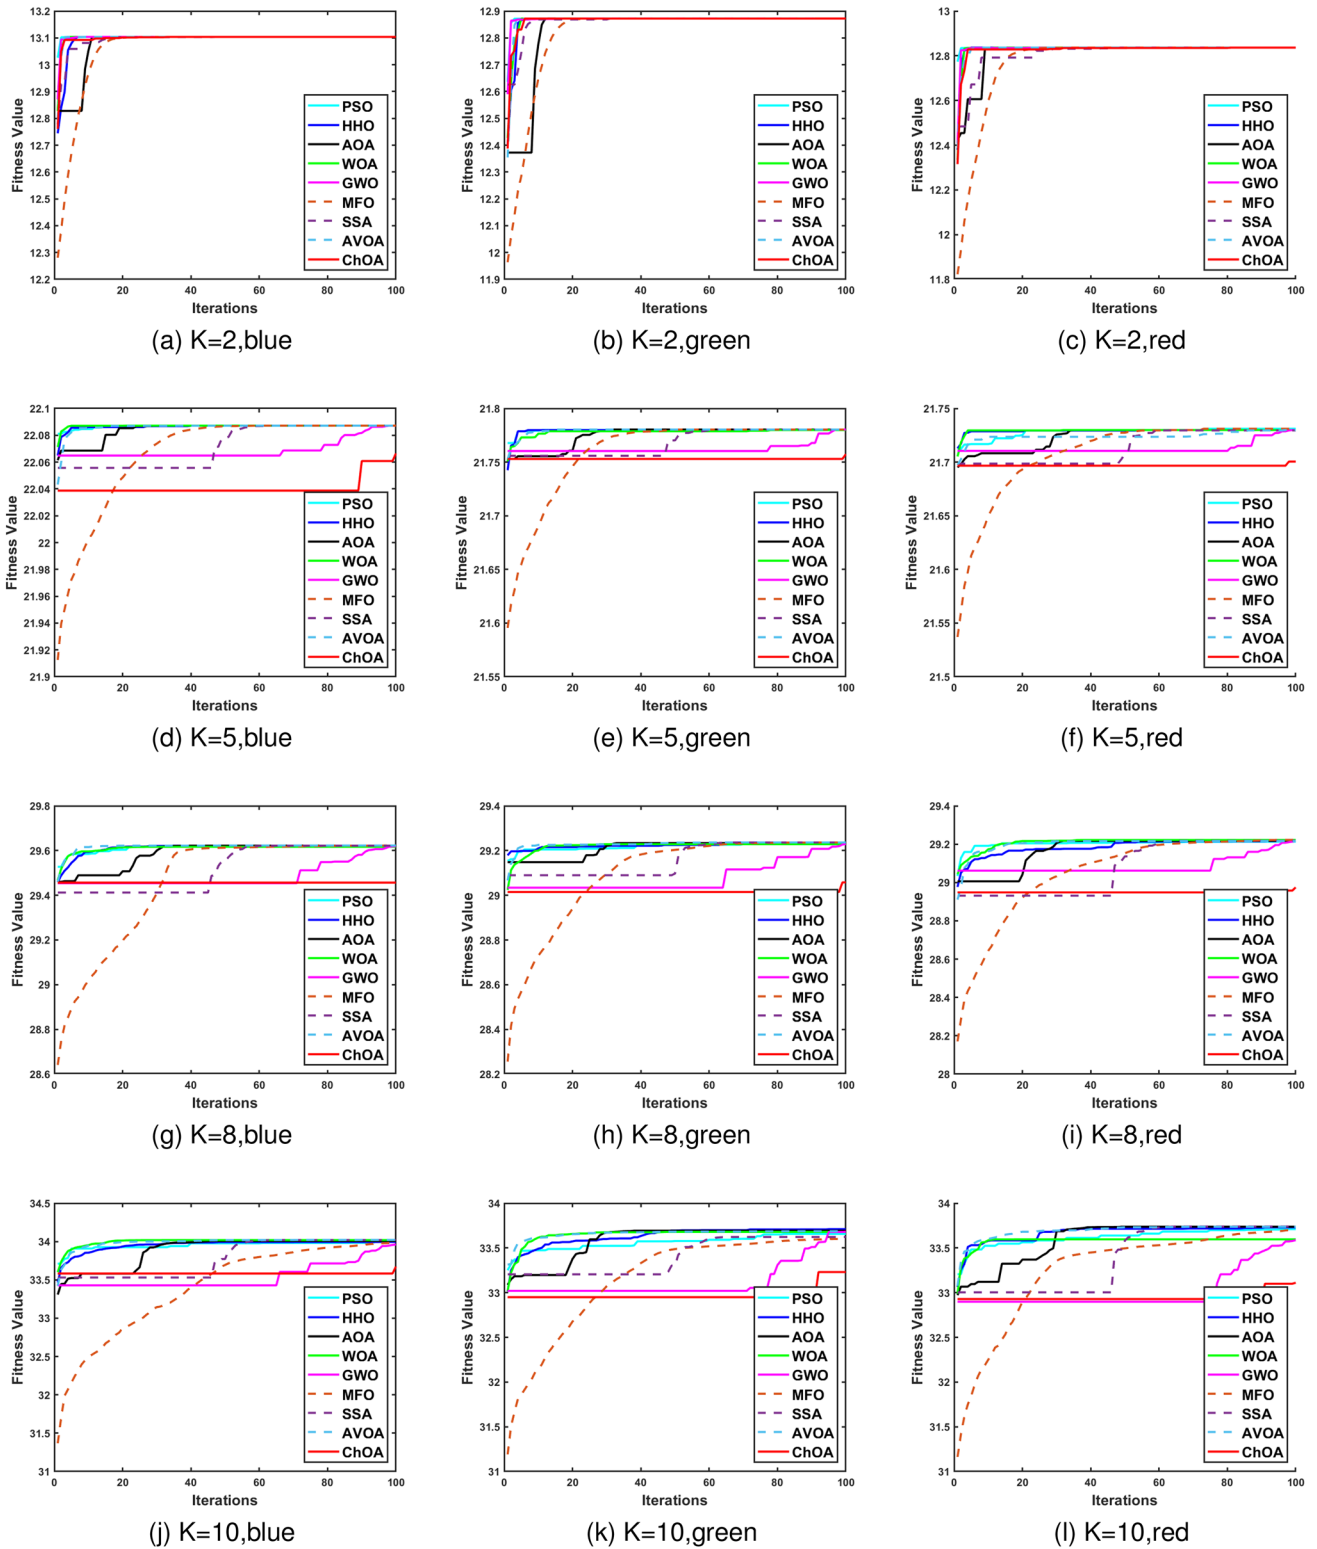 Fitness Value
13.2
13.1
13
12.9
12.8
12.7
12.6
12.5
12.4
12.3
12.2
PSO
HHO
AOA
WOA
GWO
MFO
SSA
AVOA
ChOA
0 20 40 60 80 100
Iterations
(a) K=2,blue
Fitness Value
12.9
12.8
12.7
12.6
12.5
12.4
12.3
12.2
12.1
12
11.9
PSO
HHO
AOA
WOA
GWO
MFO
SSA
AVOA
ChOA
0 20 40 60 80 100
Iterations
(b) K=2,green
Fitness Value
13
12.8
12.6
12.4
12.2
12
11.8
PSO
HHO
AOA
WOA
GWO
MFO
SSA
AVOA
ChOA
0 20 40 60 80 100
Iterations
(c) K=2,red
Fitness Value
22.1
22.08
22.06
22.04
22.02
22
21.98
21.96
21.94
21.92
21.9
PSO
HHO
AOA
WOA
GWO
MFO
SSA
AVOA
ChOA
0 20 40 60 80 100
Iterations
(d) K=5,blue
Fitness Value
21.8
21.75
21.7
21.65
21.6
21.55
PSO
HHO
AOA
WOA
GWO
MFO
SSA
AVOA
ChOA
0 20 40 60 80 100
Iterations
(e) K=5,green
Fitness Value
21.75
21.7
21.65
21.6
21.55
21.5
PSO
HHO
AOA
WOA
GWO
MFO
SSA
AVOA
ChOA
0 20 40 60 80 100
Iterations
(f) K=5,red
Fitness Value
29.8
29.6
29.4
29.2
29
28.8
28.6
PSO
HHO
AOA
WOA
GWO
MFO
SSA
AVOA
ChOA
0 20 40 60 80 100
Iterations
(g) K=8,blue
Fitness Value
29.4
29.2
29
28.8
28.6
28.4
28.2
PSO
HHO
AOA
WOA
GWO
MFO
SSA
AVOA
ChOA
0 20 40 60 80 100
Iterations
(h) K=8,green
Fitness Value
29.4
29.2
29
28.8
28.6
28.4
28.2
28
PSO
HHO
AOA
WOA
GWO
MFO
SSA
AVOA
ChOA
0 20 40 60 80 100
Iterations
(i) K=8,red
Fitness Value
34.5
34
33.5
33
32.5
32
31.5
31
PSO
HHO
AOA
WOA
GWO
MFO
SSA
AVOA
ChOA
0 20 40 60 80 100
Iterations
(j) K=10,blue
Fitness Value
34
33.5
33
32.5
32
31.5
31
PSO
HHO
AOA
WOA
GWO
MFO
SSA
AVOA
ChOA
0 20 40 60 80 100
Iterations
(k) K=10,green
Fitness Value
34
33.5
33
32.5
32
31.5
31
PSO
HHO
AOA
WOA
GWO
MFO
SSA
AVOA
ChOA
0 20 40 60 80 100
Iterations
(l) K=10,red